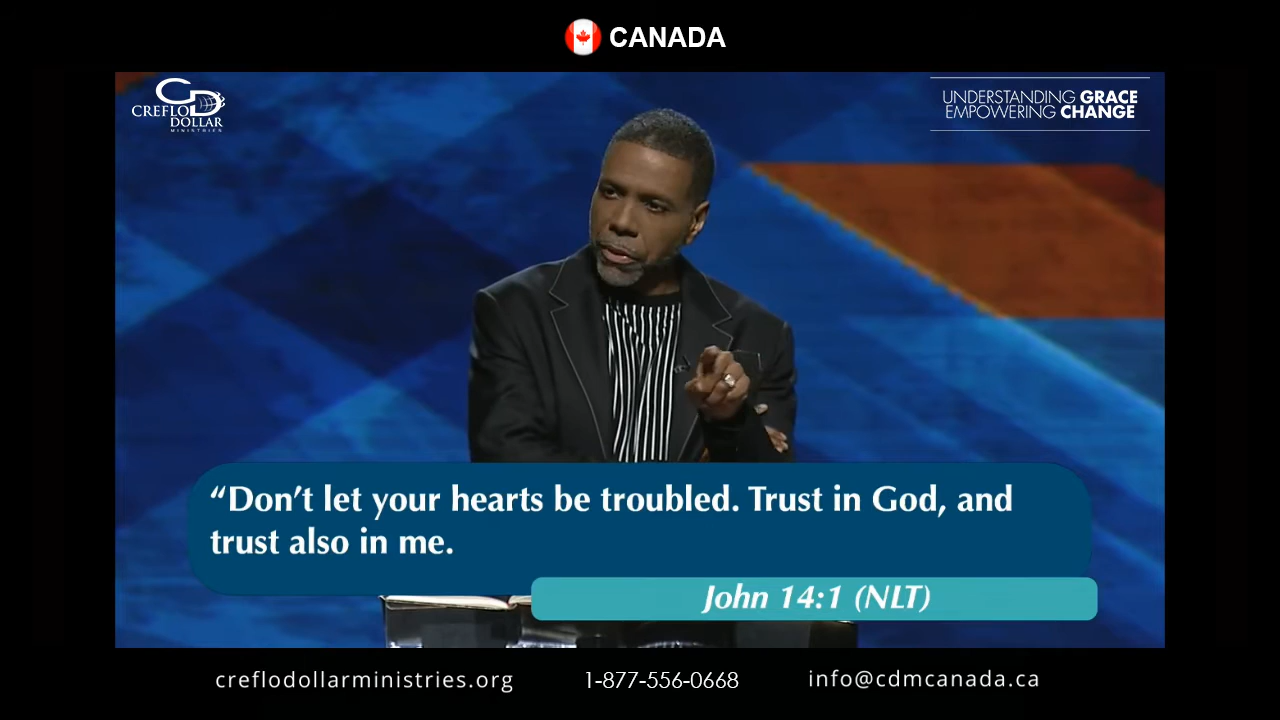 CANADA
CREFLO
DOLLAR
MINISTRIES
UNDERSTANDING GRACE
EMPOWERING CHANGE
“Don’t let your hearts be troubled. Trust in God, and
trust also in me.
John 14:1 (NLT)
creflodollarministries.org
1-877-556-0668
info@cdmcanada.ca